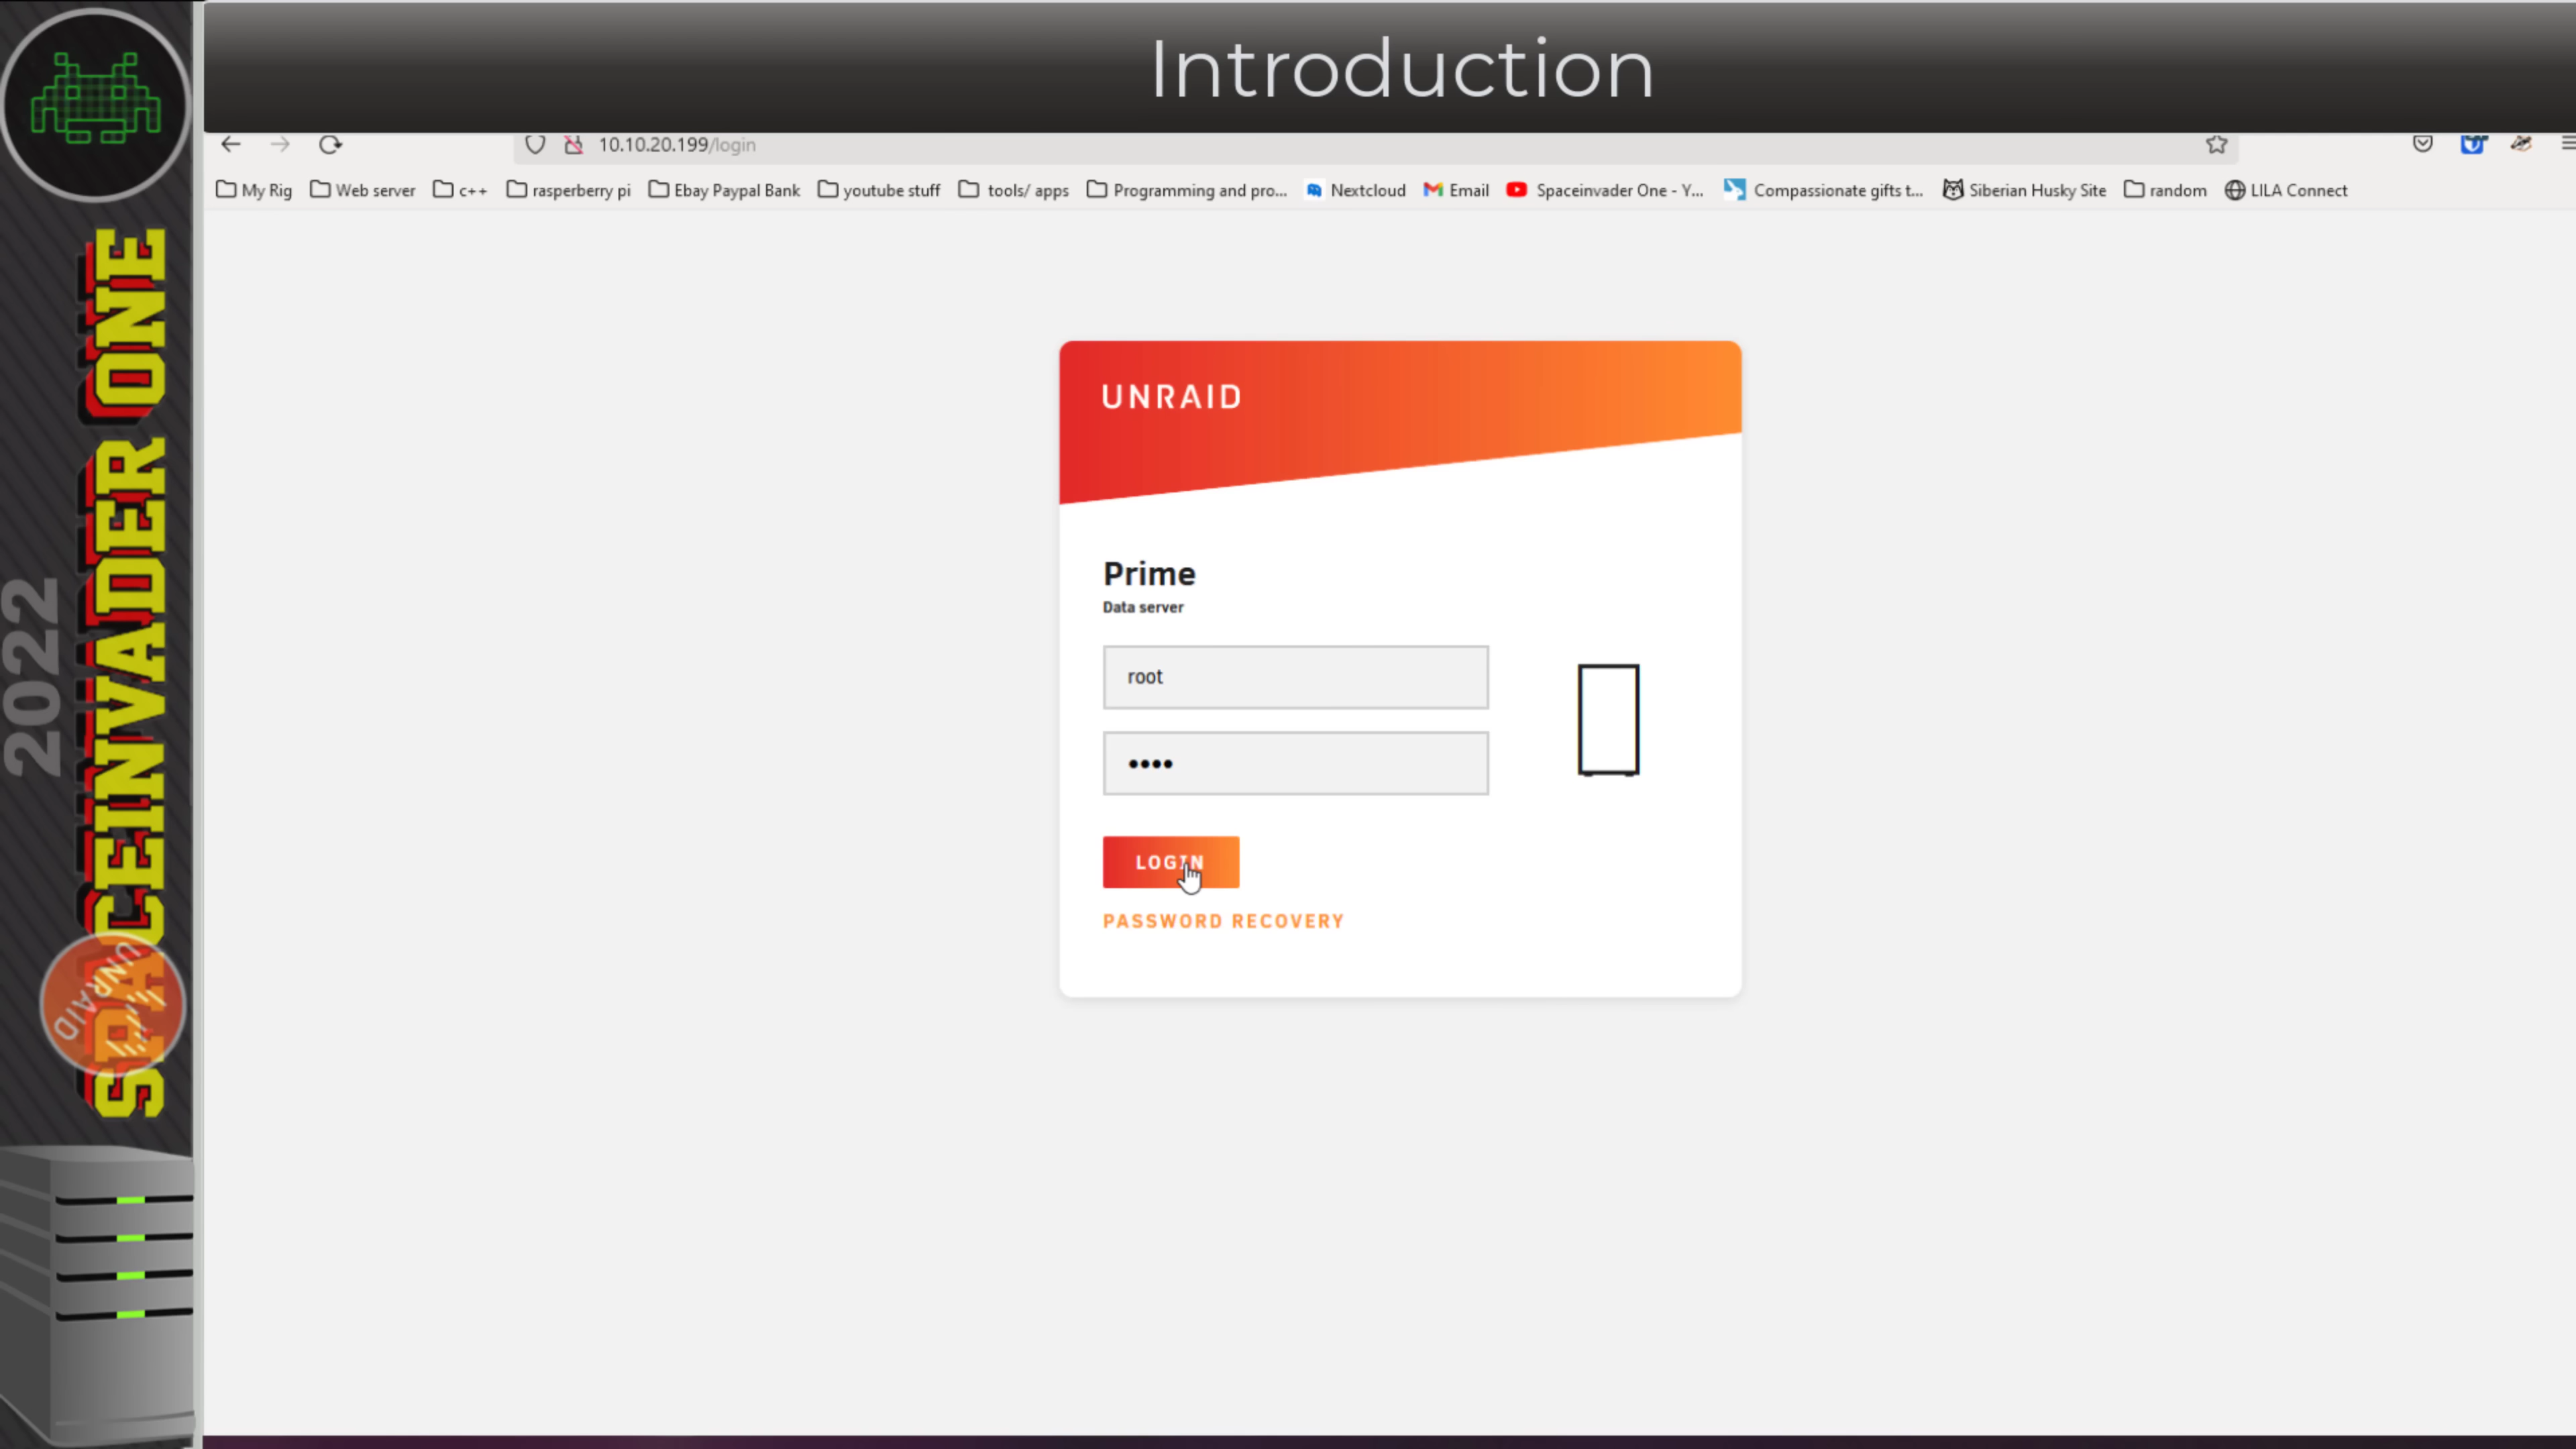 Introduction
10.10.20.199/login
My Rig
Web server
c++
rasperberry pi
Ebay Paypal Bank
youtube stuff
tools/ apps
Programming and pro...
Nextcloud
Email
Spaceinvader One - Y...
Compassionate gifts t...
Siberian Husky Site
random
LILA Connect
2022
SPACEINVADER ONE
UNRAID
UNRAID
Prime
Data server
root
LOGIN
PASSWORD RECOVERY